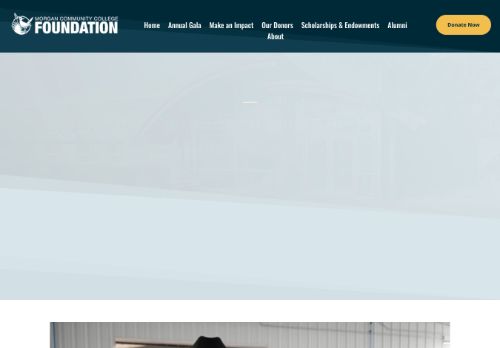 MORGAN COMMUNITY COLLEGE
FOUNDATION
Home Annual Gala Make an Impact Our Donors Scholarships & Endowments Alumni
About
Donate Now